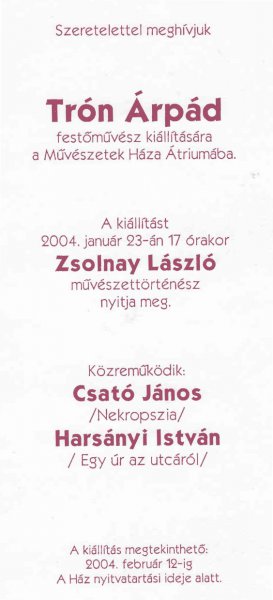 Szeretelettel meghívjuk
Trón Árpád
festőművész kiállítására
a Művészetek Háza Átriumába.
A kiállítást
2004. január 23-án 17 órakor
Zsolnay László
művészettörténész
nyitja meg.
Közreműködik:
Csató János
/Nekropszia/
Harsányi István
/ Egy úr az utcáról/
A kiállítás megtekinthető:
2004. február 12-ig
A Ház nyitvatartási ideje alatt.